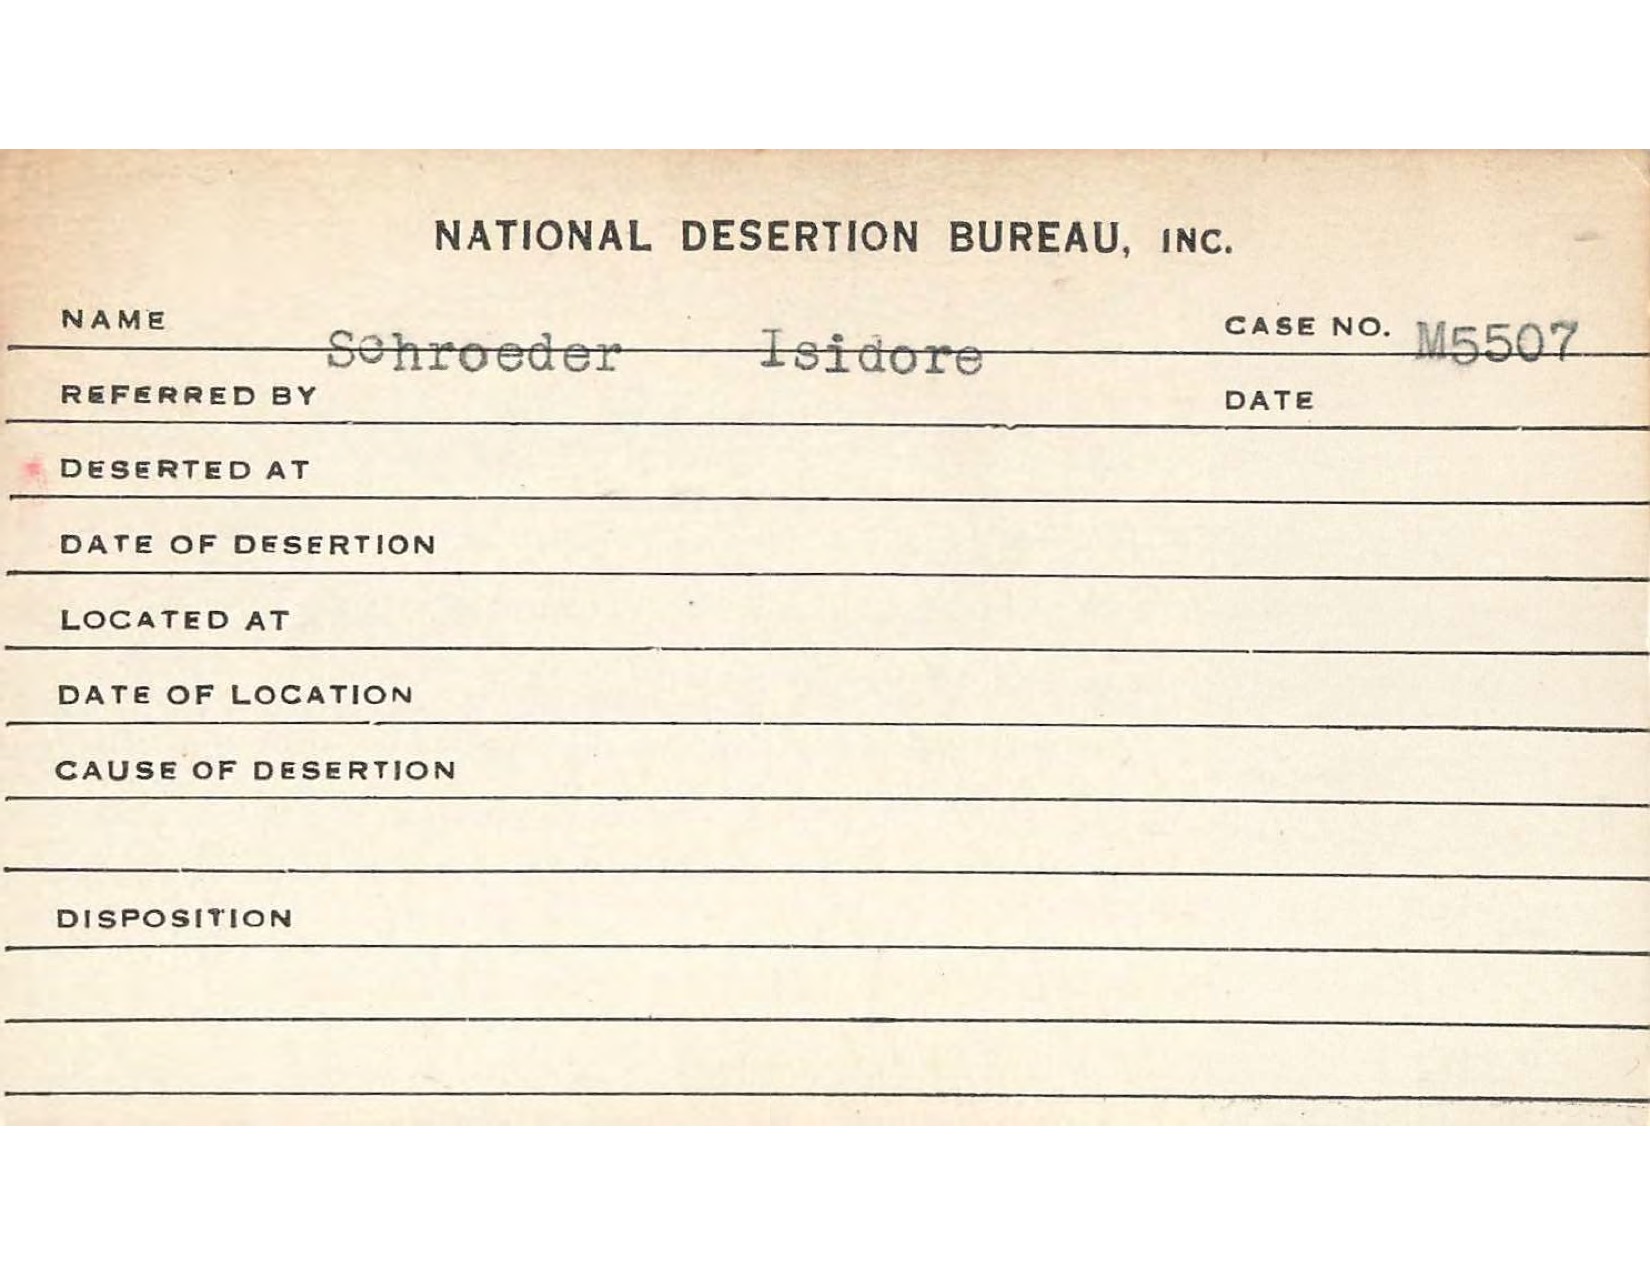 NATIONAL DESERTION BUREAU, INC.
NAME Schroeder Isidore CASE NO. M5507
REFERRED BY DATE
DESERTED AT
DATE OF DESERTION
LOCATED AT
DATE OF LOCATION
CAUSE OF DESERTION
DISPOSITION